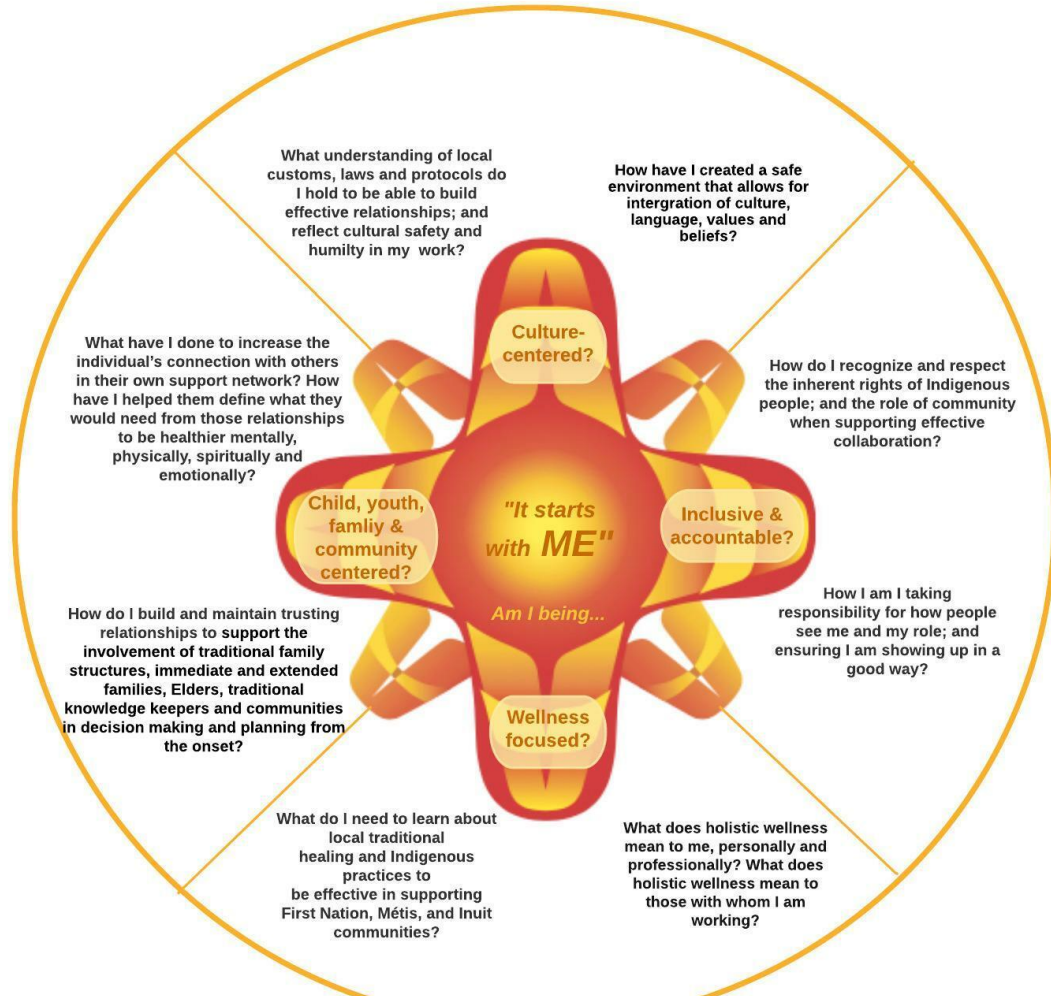 What understanding of local
customs, laws and protocols do
I hold to be able to build
effective relationships; and
reflect cultural safety and
humilty in my work?
How have I created a safe
environment that allows for
intergration of culture,
language, values and
beliefs?
Culture-
centered?
What have I done to increase the
individual's connection with others
in their own support network? How
have I helped them define what they
would need from those relationships
to be healthier mentally,
physically, spiritually and
emotionally?
How do I recognize and respect
the inherent rights of Indigenous
people; and the role of community
when supporting effective
collaboration?
Child, youth,
famliy &
community
centered?
"It starts
with ME"
Am I being...
Inclusive &
accountable?
How do I build and maintain trusting
relationships to support the
involvement of traditional family
structures, immediate and extended
families, Elders, traditional
knowledge keepers and communities
in decision making and planning from
the onset?
How I am I taking
responsibility for how people
see me and my role; and
ensuring I am showing up in a
good way?
Wellness
focused?
What do I need to learn about
local traditional
healing and Indigenous
practices to
be effective in supporting
First Nation, Métis, and Inuit
communities?
What does holistic wellness
mean to me, personally and
professionally? What does
holistic wellness mean to
those with whom I am
working?